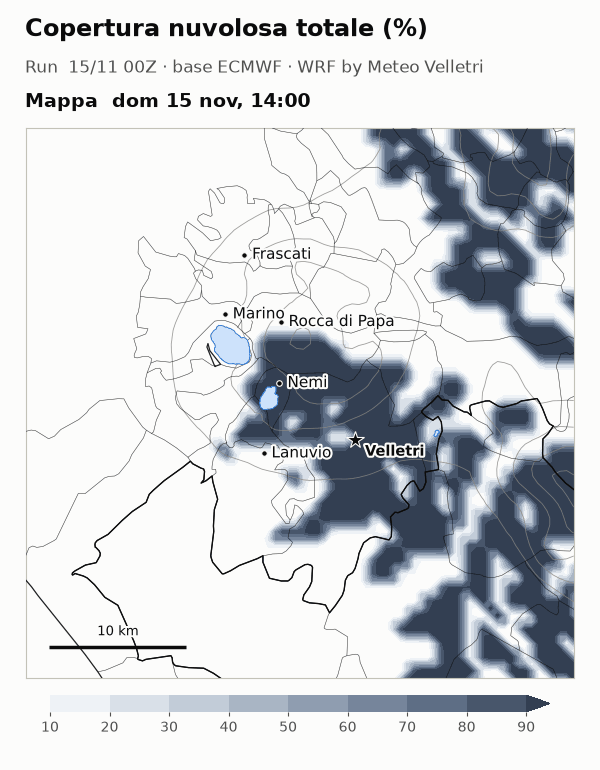 Copertura nuvolosa totale (%)
Run 15/11 00Z · base ECMWF · WRF by Meteo Velletri
Mappa dom 15 nov, 14:00
Frascati
Marino
Rocca di Papa
Nemi
Velletri
Lanuvio
10 km
10 20 30 40 50 60 70 80 90